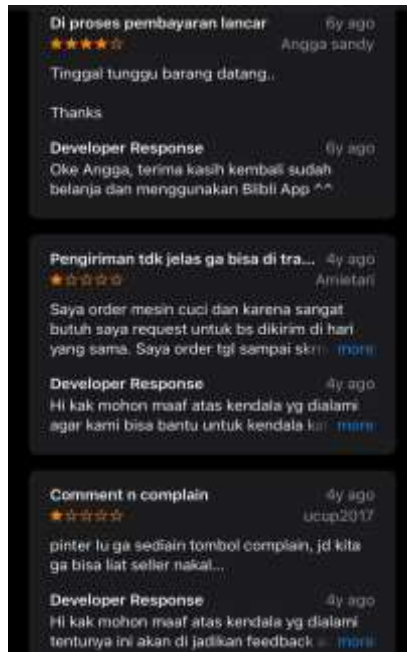 Di proses pembayaran lancar 6y ago
Angga sandy
Tinggal tunggu barang datang..
Thanks
Developer Response 6y ago
Oke Angga, terima kasih kembali sudah
belanja dan menggunakan Blibli App ^^
Pengiriman tdk jelas ga bisa di tra... 4y ago
Amietari
Saya order mesin cuci dan karena sangat
butuh saya request untuk bs dikirim di hari
yang sama. Saya order tgl sampai skr more
Developer Response 4y ago
Hi kak mohon maaf atas kendala yg dialami
agar kami bisa bantu untuk kendala more
Comment n complain 4y ago
ucup2017
pinter lu ga sediain tombol complain, jd kita
ga bisa liat seller nakal...
Developer Response 4y ago
Hi kak mohon maaf atas kendala yg dialami
tentunya ini akan di jadikan feedback more